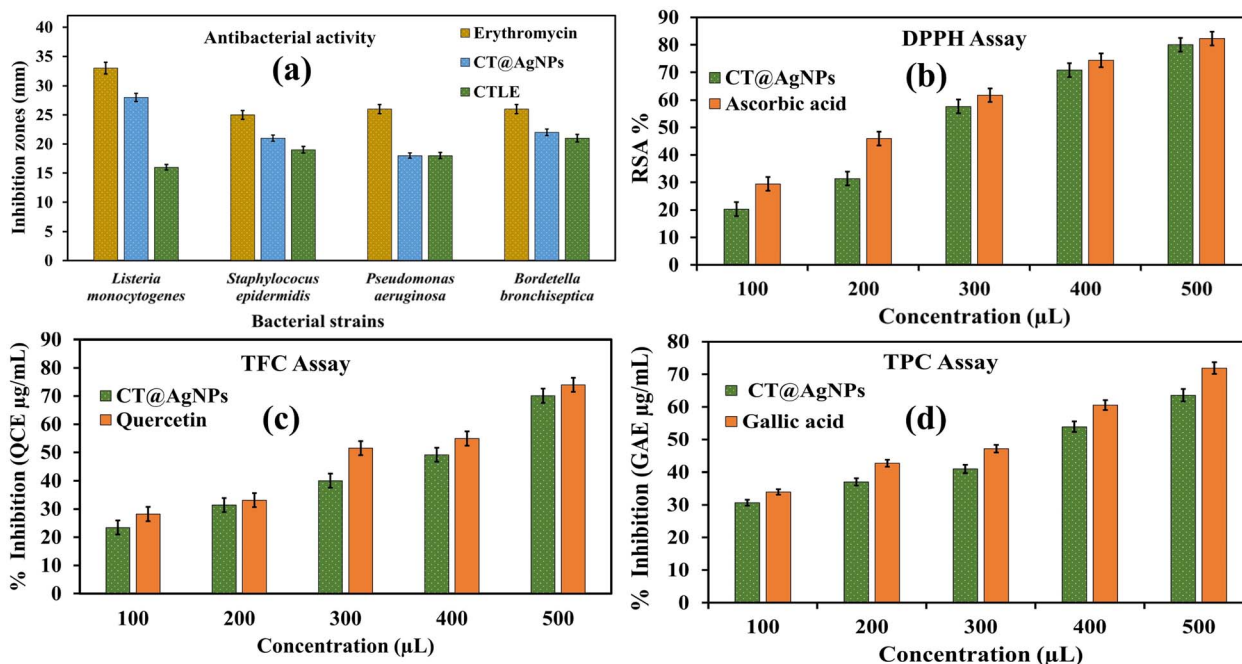 Antibacterial activity
(a)
Erythromycin
CT@AgNPs
CTLE
Inhibition zones (mm)
40
35
30
25
20
15
10
5
0
Listeria
monocytogenes
Staphylococus
epidermidis
Pseudomonas
aeruginosa
Bordetella
bronchiseptica
Bacterial strains
DPPH Assay
(b)
CT@AgNPs
Ascorbic acid
RSA %
90
80
70
60
50
40
30
20
10
0
100 200 300 400 500
Concentration (µL)
TFC Assay
(c)
CT@AgNPs
Quercetin
% Inhibition (QCE µg/mL)
90
80
70
60
50
40
30
20
10
0
100 200 300 400 500
Concentration (µL)
TPC Assay
(d)
CT@AgNPs
Gallic acid
% Inhibition (GAE µg/mL)
80
70
60
50
40
30
20
10
0
100 200 300 400 500
Concentration (µL)